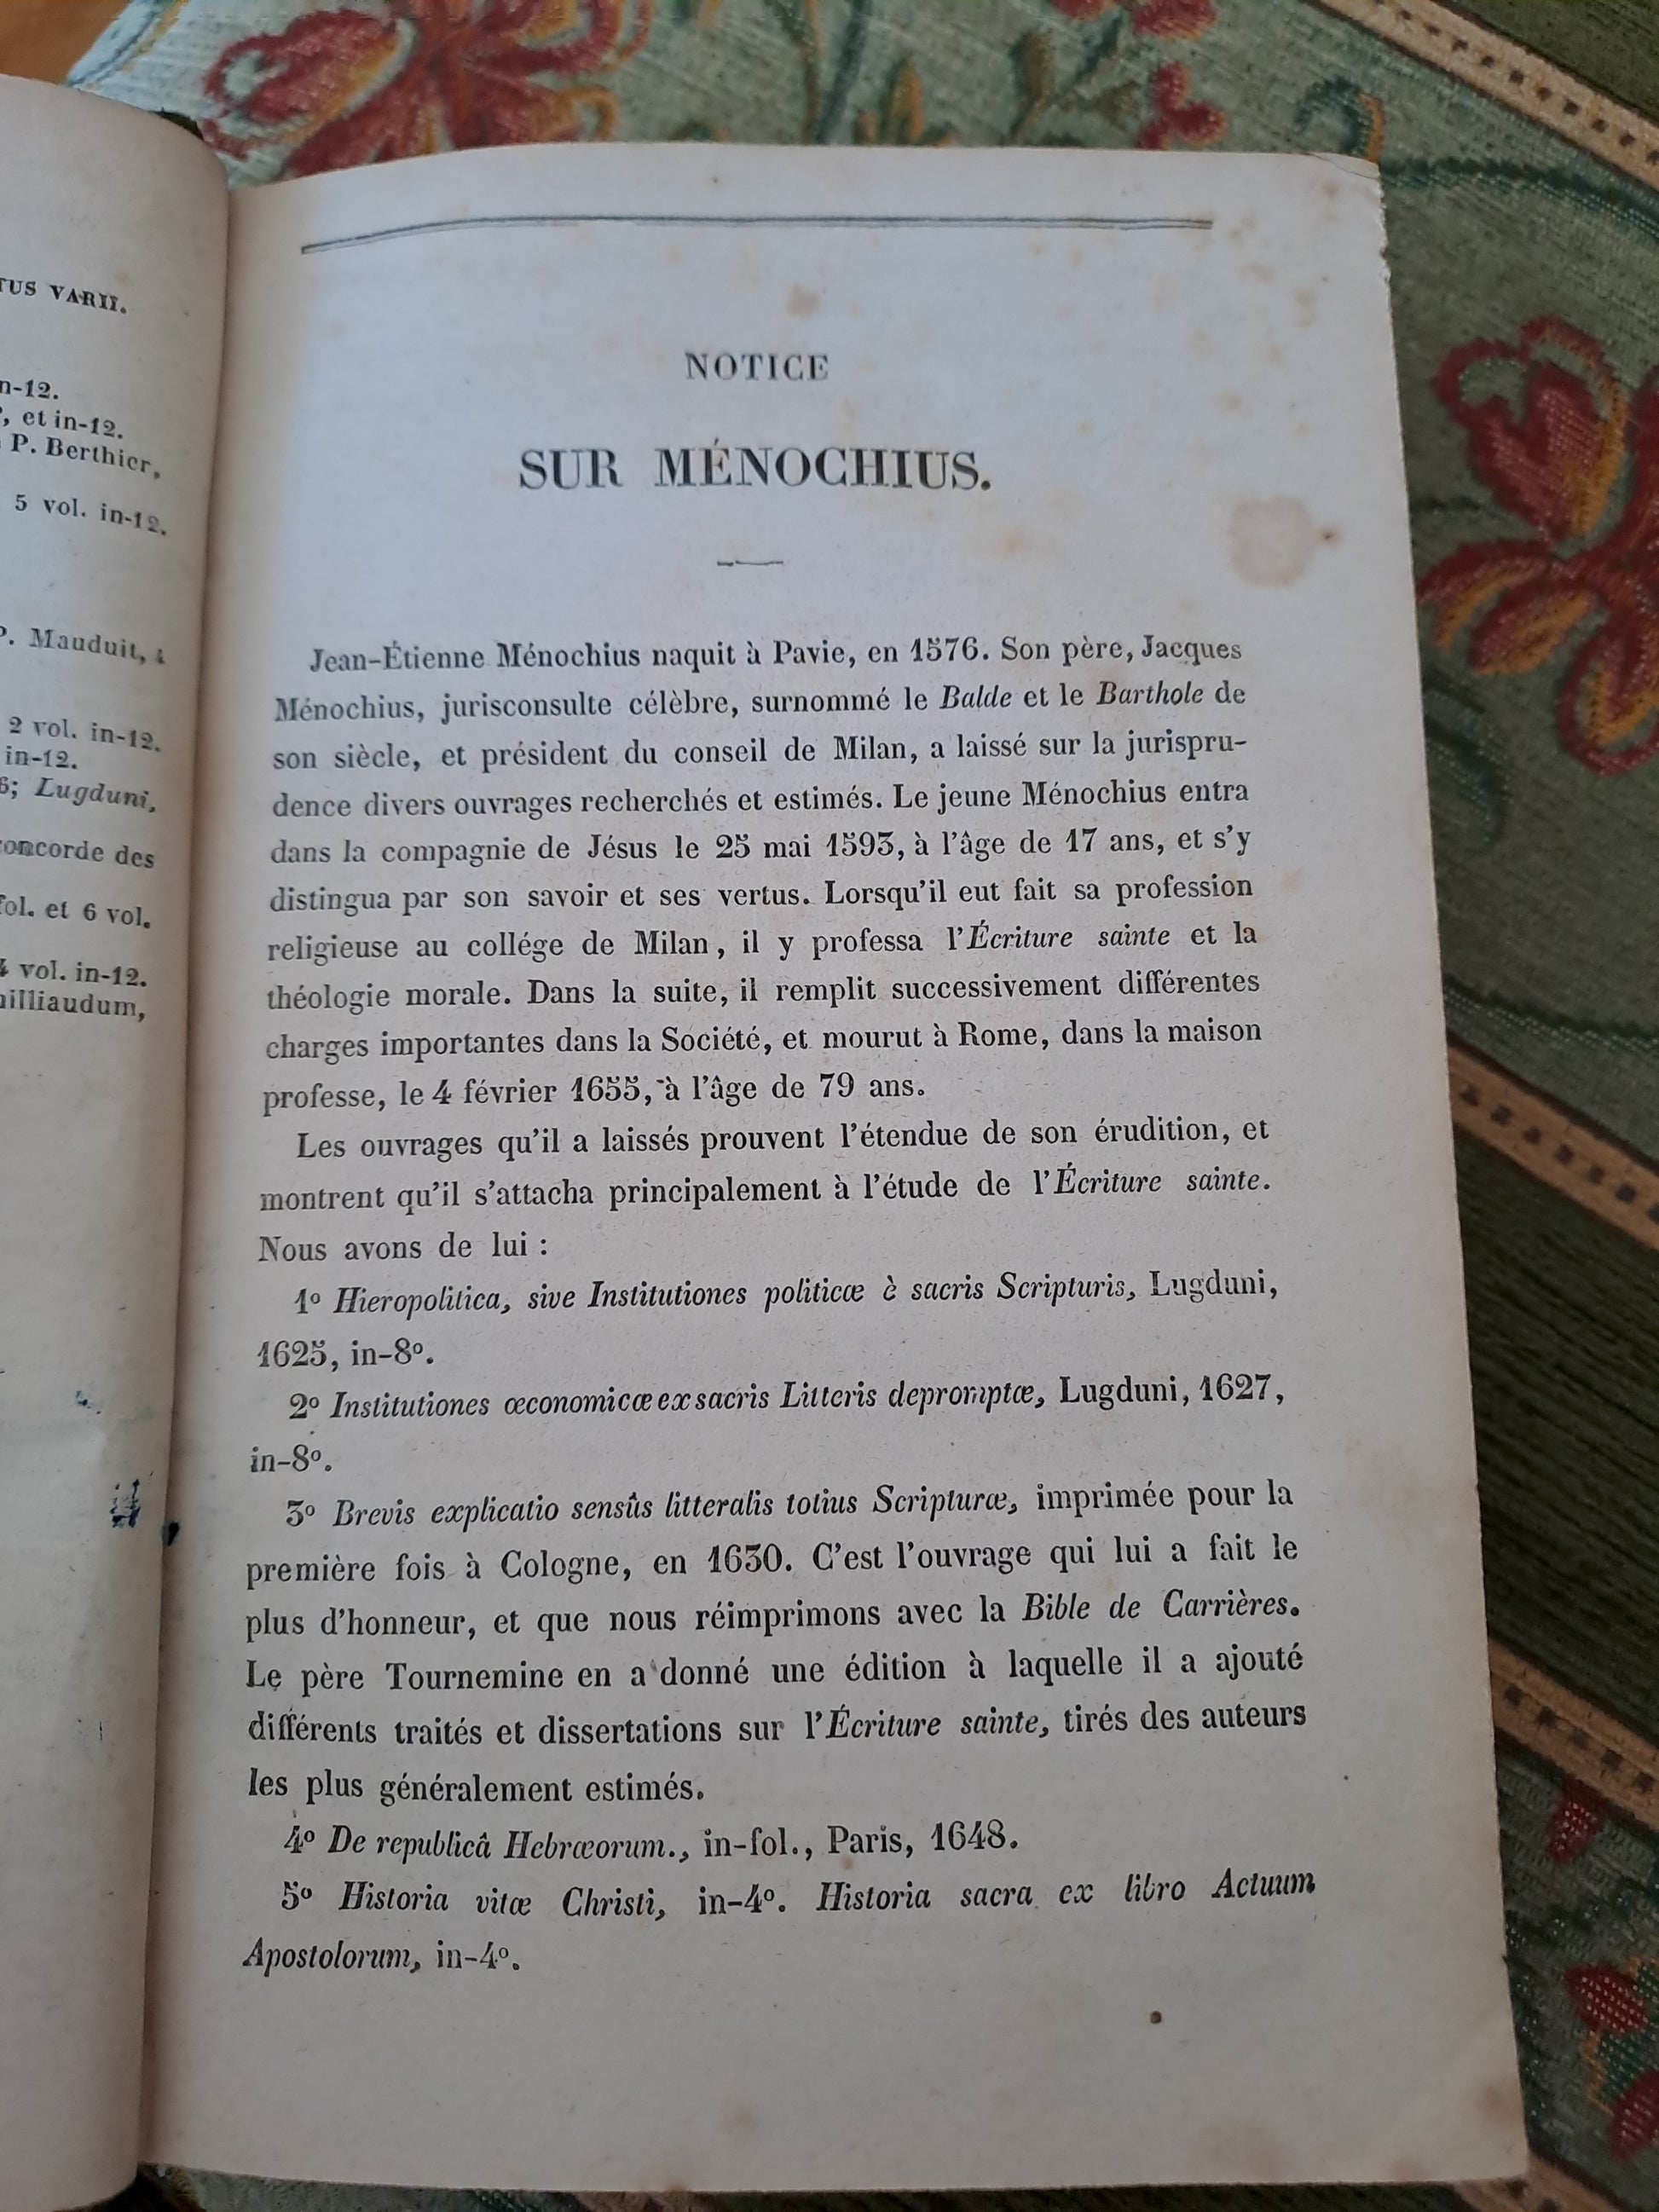 TUS VARII.
n-12.
, et in-12.
P. Berthier,
5 vol. in-12.
P. Mauduit, 4
2 vol. in-12.
in-12.
6; Lugduni,
concorde des
fol. et 6 vol.
4 vol. in-12.
illiaudum,
NOTICE
SUR MÉNOCHIUS.
Jean-Étienne Ménochius naquit à Pavie, en 1576. Son père, Jacques
Ménochius, jurisconsulte célèbre, surnommé le Balde et le Barthole de
son siècle, et président du conseil de Milan, a laissé sur la jurispru-
dence divers ouvrages recherchés et estimés. Le jeune Ménochius entra
dans la compagnie de Jésus le 25 mai 1593, à l'âge de 17 ans, et s'y
distingua par son savoir et ses vertus. Lorsqu'il eut fait sa profession
religieuse au collége de Milan, il y professa l'Écriture sainte et la
théologie morale. Dans la suite, il remplit successivement différentes
charges importantes dans la Société, et mourut à Rome, dans la maison
professe, le 4 février 1655, à l'âge de 79 ans.
Les ouvrages qu'il a laissés prouvent l'étendue de son érudition, et
montrent qu'il s'attacha principalement à l'étude de l'Écriture sainte.
Nous avons de lui :
1º Hieropolitica, sive Institutiones politicæ è sacris Scripturis, Lugduni,
1625, in-8º.
2º Institutiones œconomicæ ex sacris Litteris depromptæ, Lugduni, 1627,
in-8º.
3º Brevis explicatio sensûs litteralis totius Scripturæ, imprimée pour la
première fois à Cologne, en 1630. C'est l'ouvrage qui lui a fait le
plus d'honneur, et que nous réimprimons avec la Bible de Carrières.
Le père Tournemine en a donné une édition à laquelle il a ajouté
différents traités et dissertations sur l'Écriture sainte, tirés des auteurs
les plus généralement estimés.
4º De republicâ Hebræorum., in-fol., Paris, 1648.
5º Historia vitæ Christi, in-4º. Historia sacra ex libro Actuum
Apostolorum, in-4º.